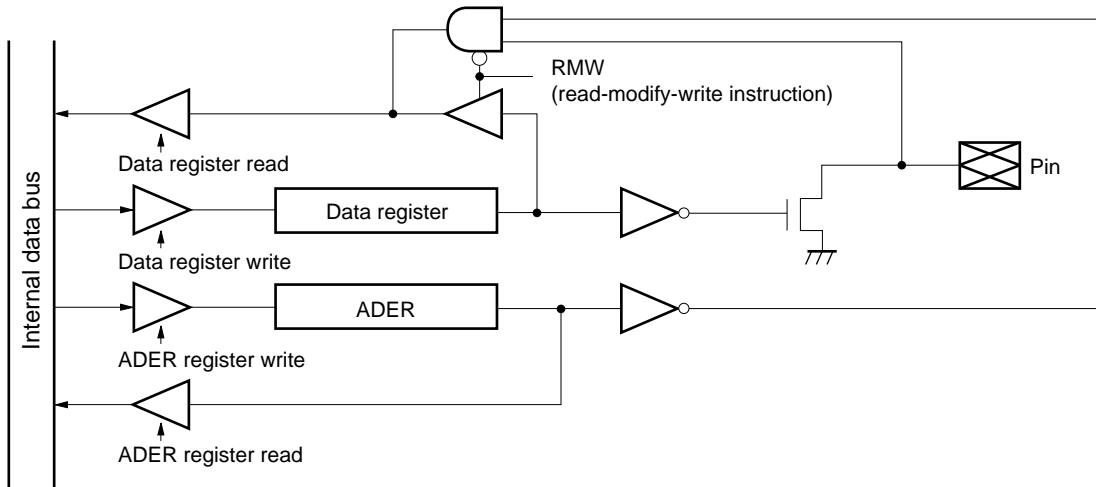 RMW
(read-modify-write instruction)
Data register read
Pin
Data register
Internal data bus
Data register write
ADER
ADER register write
ADER register read